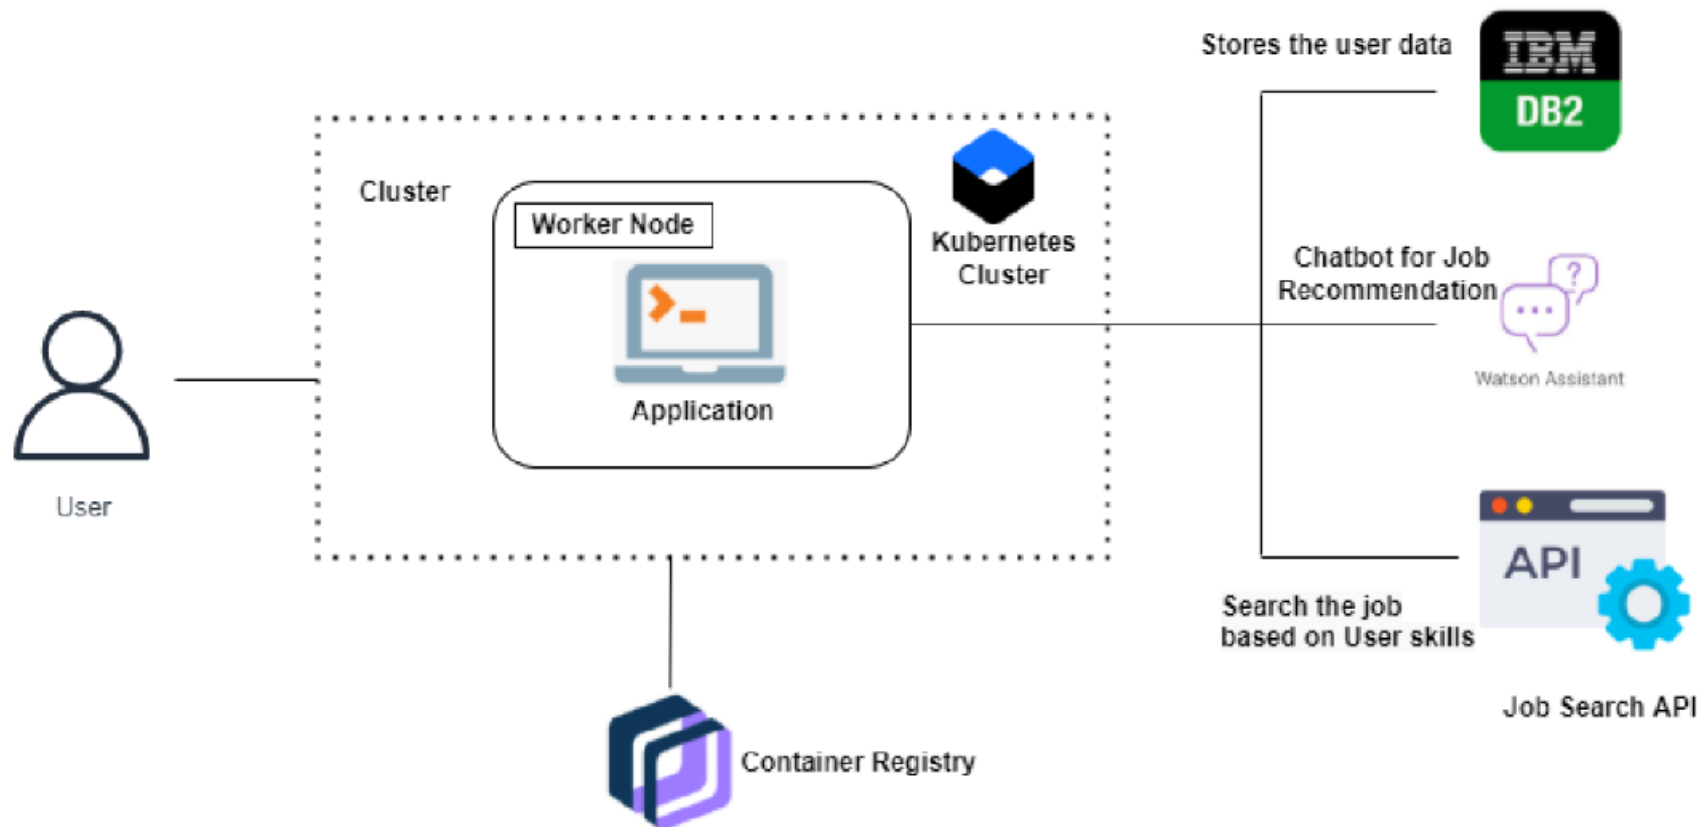 Stores the user data
IBM
DB2
Cluster
Worker Node
Kubernetes
Cluster
Chatbot for Job
Recommendation
?
Watson Assistant
Application
User
API
Search the job
based on User skills
Job Search API
Container Registry